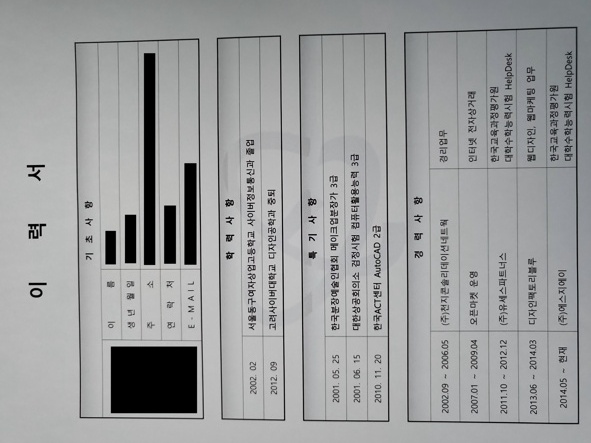 이 력 서
기 초 사 항
이 름
생 년 월 일
주 소
연 락 처
E - M A I L
학 력 사 항
2002. 02 서울동구여자상업고등학교 사이버정보통신과 졸업
2012. 09 고려사이버대학교 디자인공학과 중퇴
특 기 사 항
2001. 05. 25 한국분장예술인협회 메이크업분장가 3급
2001. 06. 15 대한상공회의소 검정시험 컴퓨터활용능력 3급
2010. 11. 20 한국ACT센터 AutoCAD 2급
경 력 사 항
2002.09 ~ 2006.05 (주)전지콘솔리데이션네트웍 경리업무
2007.01 ~ 2009.04 오픈마켓 운영 인터넷 전자상거래
2011.10 ~ 2012.12 (주)유세스파트너스 한국교육과정평가원
대학수학능력시험 HelpDesk
2013.06 ~ 2014.03 디자인팩토리블루 웹디자인, 웹마케팅 업무
2014.05 ~ 현재 (주)에스지에이 한국교육과정평가원
대학수학능력시험 HelpDesk